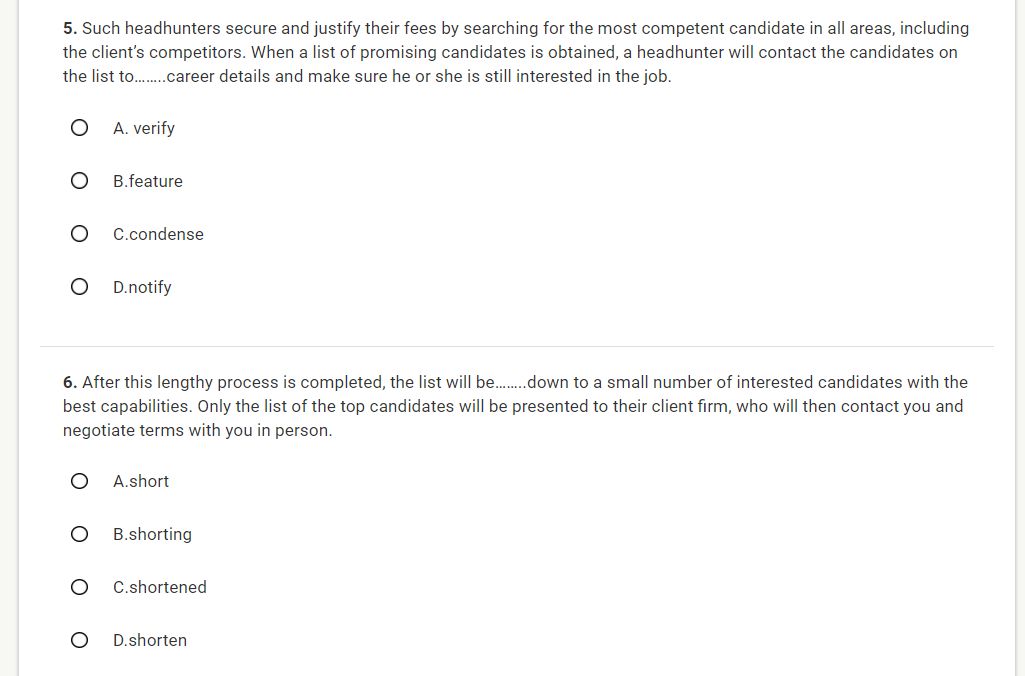 5. Such headhunters secure and justify their fees by searching for the most competent candidate in all areas, including
the client’s competitors. When a list of promising candidates is obtained, a headhunter will contact the candidates on
the list to........career details and make sure he or she is still interested in the job.
A. verify
B.feature
C.condense
D.notify
6. After this lengthy process is completed, the list will be........down to a small number of interested candidates with the
best capabilities. Only the list of the top candidates will be presented to their client firm, who will then contact you and
negotiate terms with you in person.
A.short
B.shorting
C.shortened
D.shorten